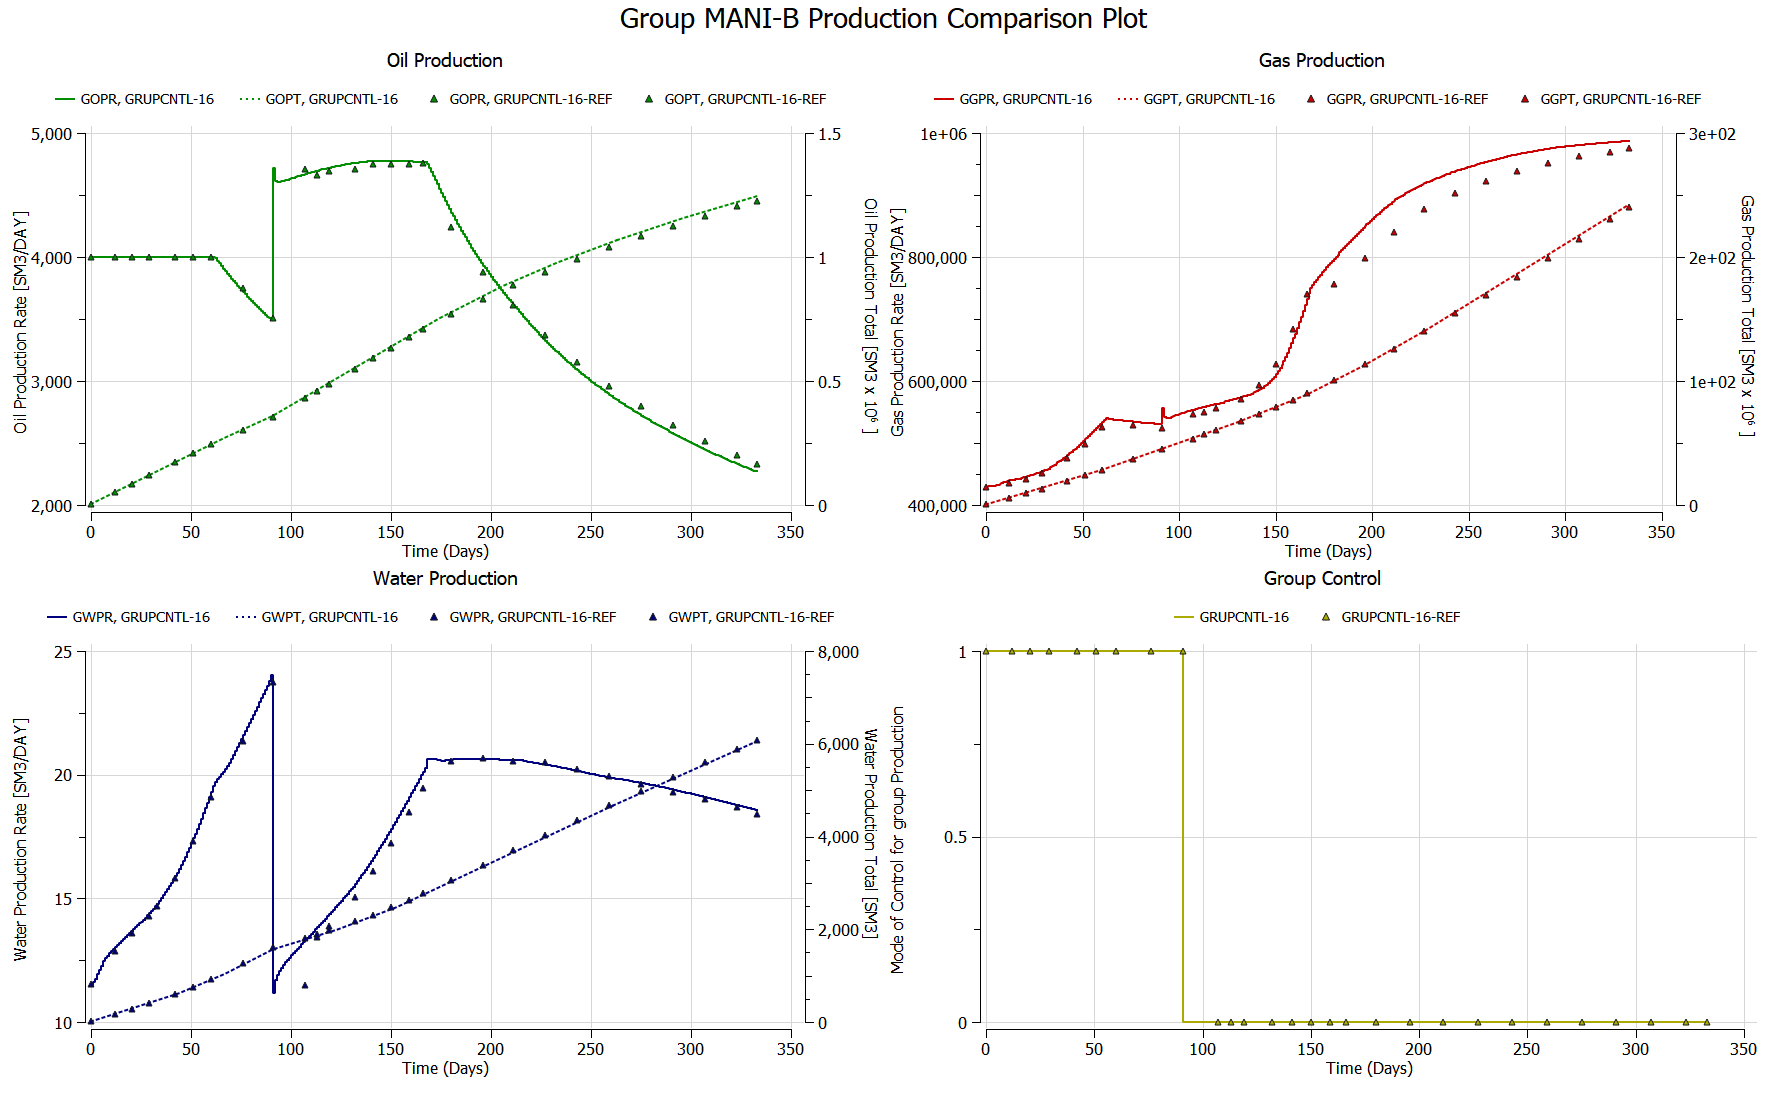 Group MANI-B Production Comparison Plot
Oil Production
GOPR, GRUPCNTL-16 GOPT, GRUPCNTL-16 GOPR, GRUPCNTL-16-REF GOPT, GRUPCNTL-16-REF
5,000
4,000
3,000
2,000
Oil Production Rate [SM3/DAY]
1.5
1
0.5
0
Oil Production Total [SM3 x 10⁶ ]
0 50 100 150 200 250 300 350
Time (Days)
Gas Production
GGPR, GRUPCNTL-16 GGPT, GRUPCNTL-16 GGPR, GRUPCNTL-16-REF GGPT, GRUPCNTL-16-REF
1e+06
800,000
600,000
400,000
Gas Production Rate [SM3/DAY]
3e+02
2e+02
1e+02
0
Gas Production Total [SM3 x 10⁶ ]
0 50 100 150 200 250 300 350
Time (Days)
Water Production
GWPR, GRUPCNTL-16 GWPT, GRUPCNTL-16 GWPR, GRUPCNTL-16-REF GWPT, GRUPCNTL-16-REF
25
20
15
10
Water Production Rate [SM3/DAY]
8,000
6,000
4,000
2,000
0
Water Production Total [SM3]
0 50 100 150 200 250 300 350
Time (Days)
Group Control
GRUPCNTL-16 GRUPCNTL-16-REF
1
0.5
0
Mode of Control for group Production
0 50 100 150 200 250 300 350
Time (Days)